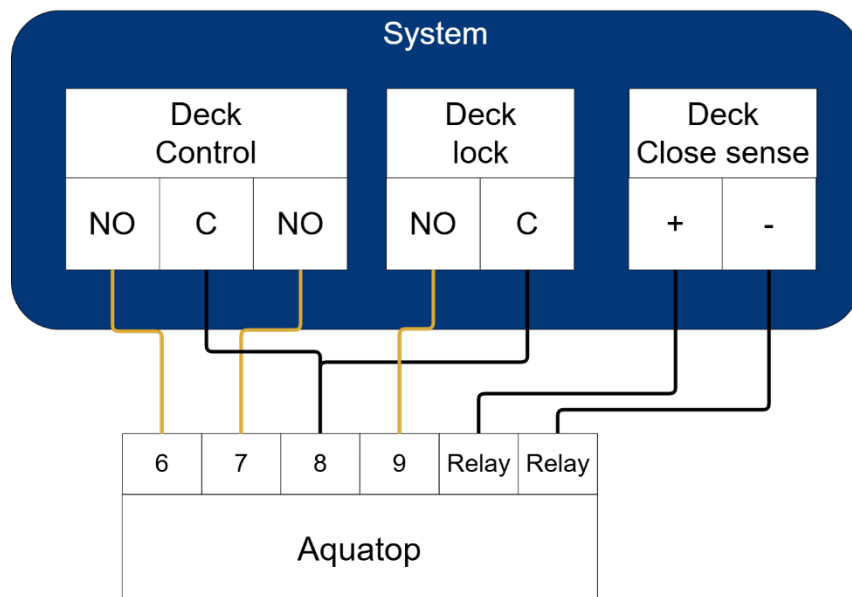 System
Deck
Control
Deck
lock
Deck
Close sense
NO C NO
NO C
+ -
6 7 8 9 Relay Relay
Aquatop